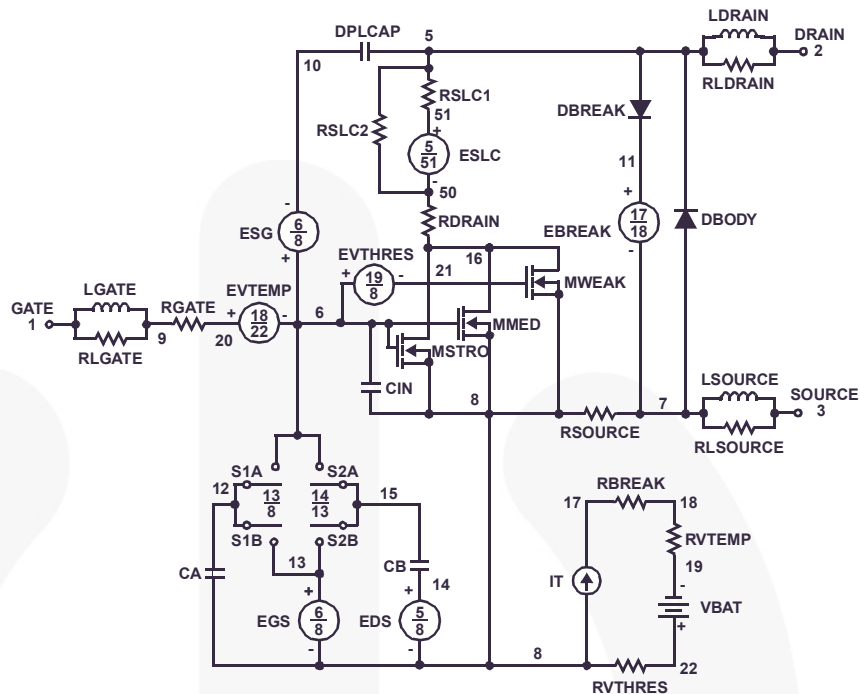 LDRAIN
DPLCAP
5
DRAIN
2
10
RLDRAIN
RSLC1
51
DBREAK
RSLC2
+
5
51
ESLC
-
11
50
-
+
17
18
RDRAIN
EBREAK
DBODY
6
8
ESG
-
EVTHRES
16
+
+
19
8
-
21
MWEAK
LGATE
EVTEMP
GATE
1
RGATE
+
18
22
-
6
MMED
9
20
RLGATE
MSTRO
LSOURCE
CIN
8
7
SOURCE
3
RSOURCE
RLSOURCE
S1A
S2A
12
13
8
14
13
15
RBREAK
17
18
S1B
S2B
RVTEMP
13
CB
CA
14
IT
19
-
+
+
VBAT
EGS
6
8
EDS
5
8
+
-
-
8
22
RVTHRES